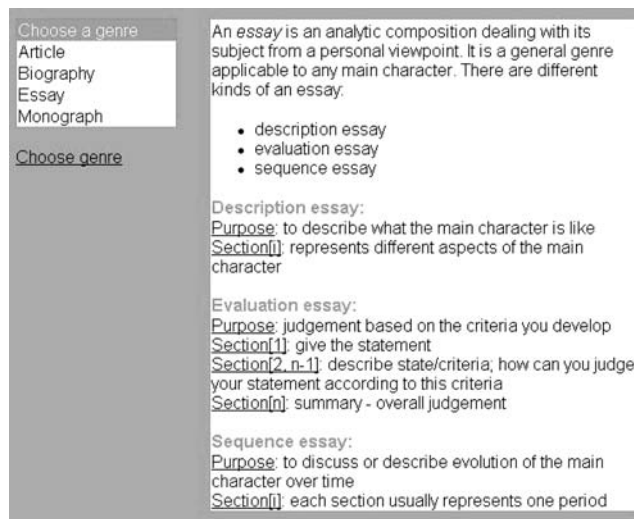 Choose a genre
Article
Biography
Essay
Monograph
Choose genre
An essay is an analytic composition dealing with its
subject from a personal viewpoint. It is a general genre
applicable to any main character. There are different
kinds of an essay:
• description essay
• evaluation essay
• sequence essay
Description essay:
Purpose: to describe what the main character is like
Section[i]: represents different aspects of the main
character
Evaluation essay:
Purpose: judgement based on the criteria you develop
Section[1]: give the statement
Section[2, n-1]: describe state/criteria; how can you judge
your statement according to this criteria
Section[n]: summary - overall judgement
Sequence essay:
Purpose: to discuss or describe evolution of the main
character over time
Section[i]: each section usually represents one period